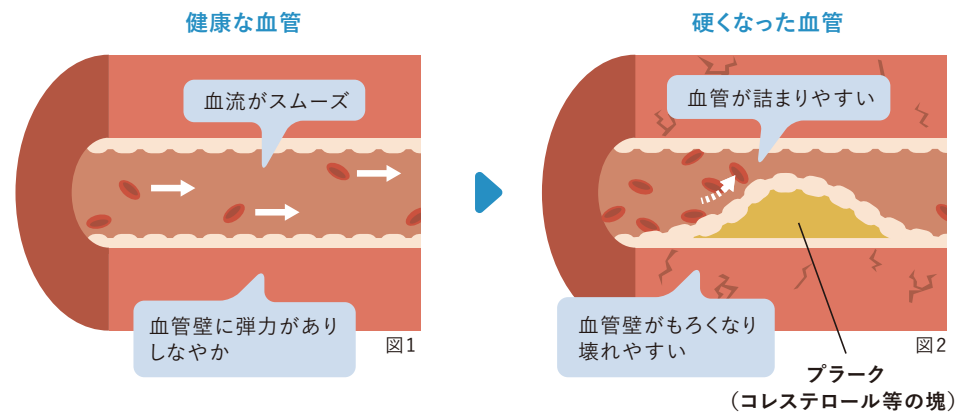 健康な血管
血流がスムーズ
血管壁に弾力があり
しなやか
図1
硬くなった血管
血管が詰まりやすい
血管壁がもろくなり
壊れやすい
図2
プラーク
（コレステロール等の塊）